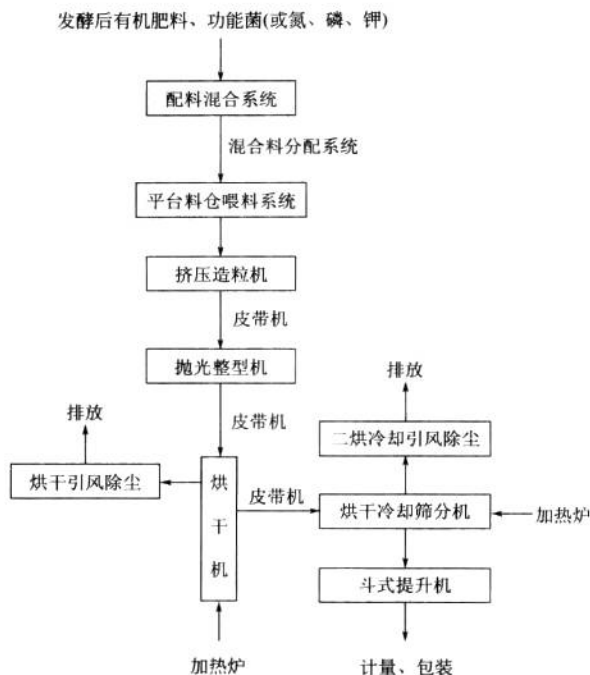 发酵后有机肥料、功能菌(或氮、磷、钾)
配料混合系统
混合料分配系统
平台料仓喂料系统
挤压造粒机
皮带机
抛光整型机
皮带机
排放
烘干引风除尘
烘干机
加热炉
皮带机
排放
二烘冷却引风除尘
烘干冷却筛分机
加热炉
斗式提升机
计量、包装